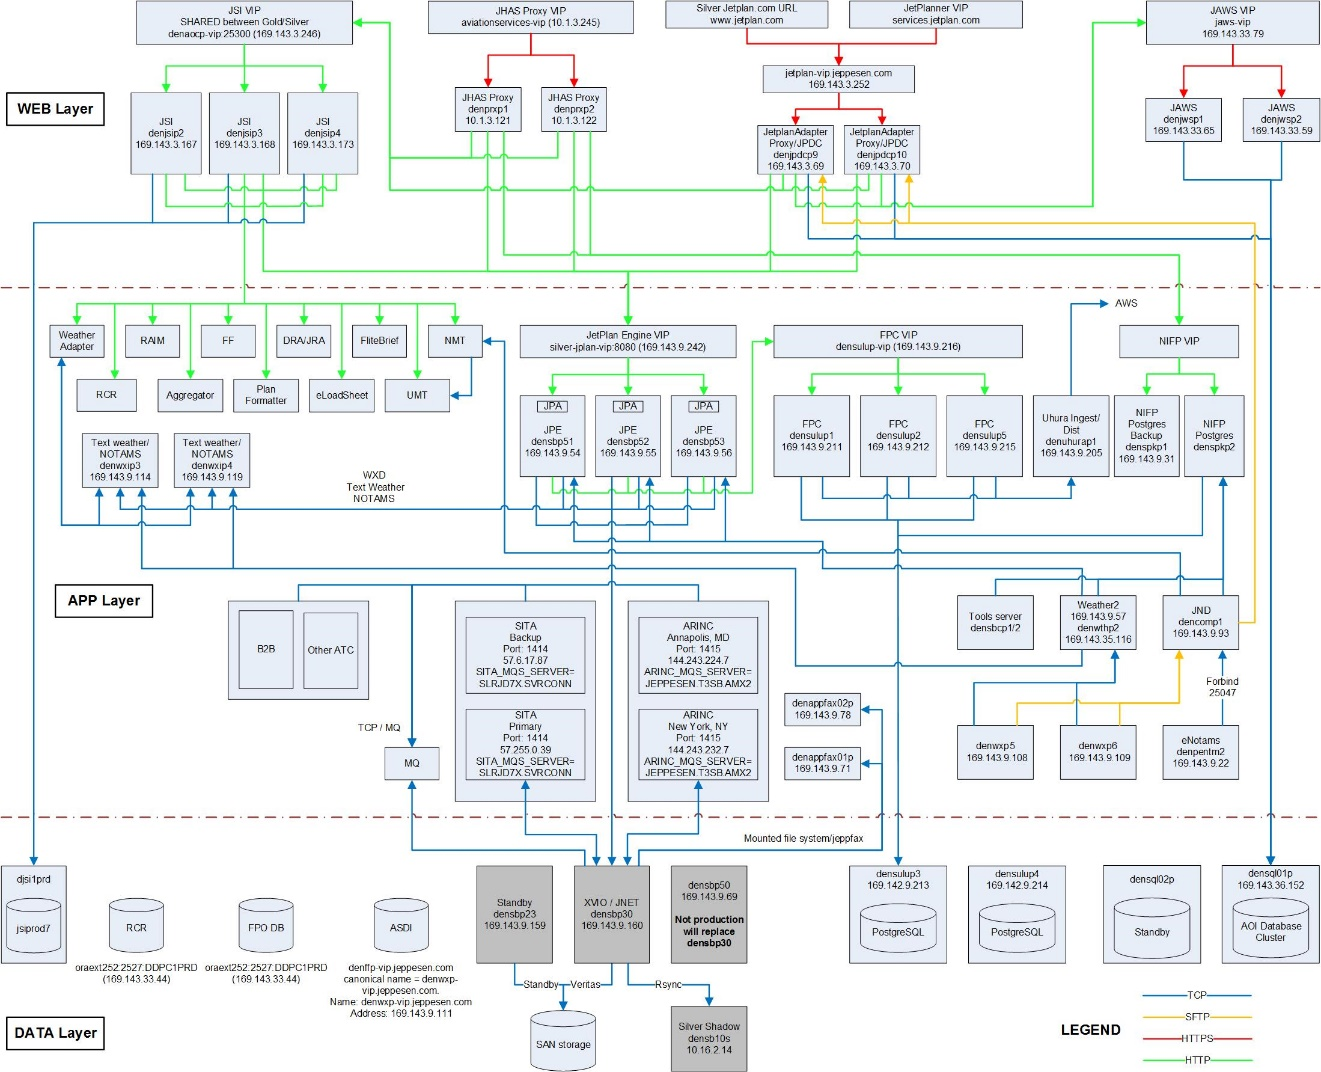 JSI VIP
SHARED between Gold/Silver
denaocp-vip:25300 (169.143.3.246)
JHAS Proxy VIP
aviationservices-vip (10.1.3.245)
Silver Jetplan.com URL
www.jetplan.com
JetPlanner VIP
services.jetplan.com
JAWS VIP
jaws-vip
169.143.33.79
jetplan-vip.jeppesen.com
169.143.3.252
WEB Layer
JSI
denjsip2
169.143.3.167
JSI
denjsip3
169.143.3.168
JSI
denjsip4
169.143.3.173
JHAS Proxy
denprxp1
10.1.3.121
JHAS Proxy
denprxp2
10.1.3.122
JetplanAdapter
Proxy/JPDC
denjpdcp9
169.143.3.69
JetplanAdapter
Proxy/JPDC
denjpdcp10
169.143.3.70
JAWS
denjwsp1
169.143.33.65
JAWS
denjwsp2
169.143.33.59
AWS
Weather
Adapter
RAIM
FF
DRA/JRA
FliteBrief
NMT
RCR
Aggregator
Plan
Formatter
eLoadSheet
UMT
JetPlan Engine VIP
silver-jplan-vip:8080 (169.143.9.242)
FPC VIP
densulup-vip (169.143.9.216)
NIFP VIP
JPA
JPE
densbp51
169.143.9.54
JPA
JPE
densbp52
169.143.9.55
JPA
JPE
densbp53
169.143.9.56
FPC
densulup1
169.143.9.211
FPC
densulup2
169.143.9.212
FPC
densulup5
169.143.9.215
Uhura Ingest/
Dist
denuhurap1
169.143.9.205
NIFP
Postgres
Backup
denspkp1
169.143.9.31
NIFP
Postgres
denspkp2
Text weather/
NOTAMS
denwxip3
169.143.9.114
Text weather/
NOTAMS
denwxip4
169.143.9.119
WXD
Text Weather
NOTAMS
APP Layer
B2B
Other ATC
SITA
Backup
Port: 1414
57.6.17.87
SITA_MQS_SERVER=
SLRJD7X.SVRCONN
ARINC
Annapolis, MD
Port: 1415
144.243.224.7
ARINC_MQS_SERVER=
JEPPESEN.T3SB.AMX2
SITA
Primary
Port: 1414
57.255.0.39
SITA_MQS_SERVER=
SLRJD7X.SVRCONN
ARINC
New York, NY
Port: 1415
144.243.232.7
ARINC_MQS_SERVER=
JEPPESEN.T3SB.AMX2
TCP / MQ
MQ
Tools server
densbcp1/2
Weather2
169.143.9.57
denwthp2
169.143.35.116
JND
dencomp1
169.143.9.93
Forbind
25047
denappfax02p
169.143.9.78
denappfax01p
169.143.9.71
denwxp5
169.143.9.108
denwxp6
169.143.9.109
eNotams
denpentm2
169.143.9.22
Mounted file system/jeppfax
djsi1prd
jsiprod7
RCR
oraext252:2527:DDPC1PRD
(169.143.33.44)
FPO DB
oraext252:2527:DDPC1PRD
(169.143.33.44)
ASDI
denffp-vip.jeppesen.com
canonical name = denwxp-
vip.jeppesen.com.
Name: denwxp-vip.jeppesen.com
Address: 169.143.9.111
Standby
densbp23
169.143.9.159
XVIO / JNET
densbp30
169.143.9.160
densbp50
169.143.9.69
Not production
will replace
densbp30
densulup3
169.142.9.213
PostgreSQL
densulup4
169.142.9.214
PostgreSQL
densql02p
Standby
densql01p
169.143.36.152
AOI Database
Cluster
Standby
Veritas
Rsync
SAN storage
Silver Shadow
densb10s
10.16.2.14
DATA Layer
LEGEND
TCP
SFTP
HTTPS
HTTP